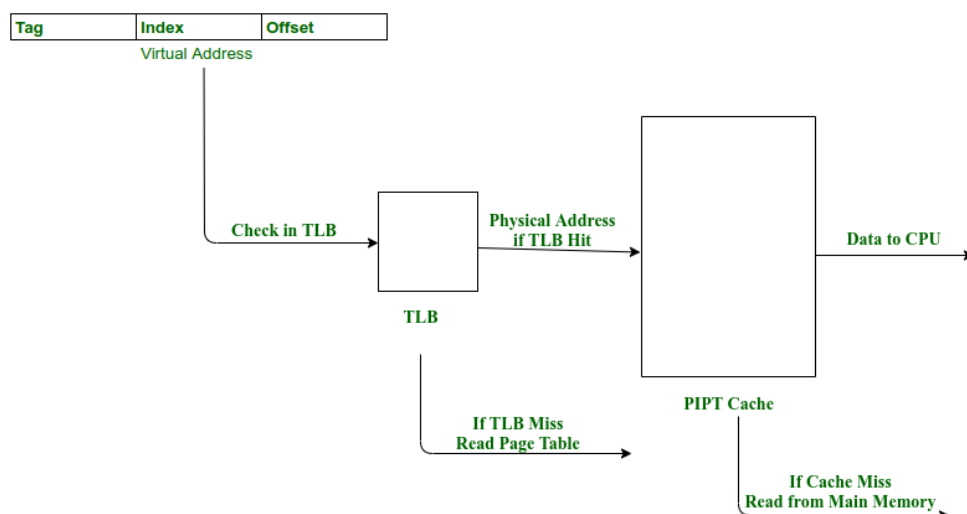 Tag Index Offset
Virtual Address
Check in TLB
Physical Address
if TLB Hit
Data to CPU
TLB
PIPT Cache
If TLB Miss
Read Page Table
If Cache Miss
Read from Main Memory